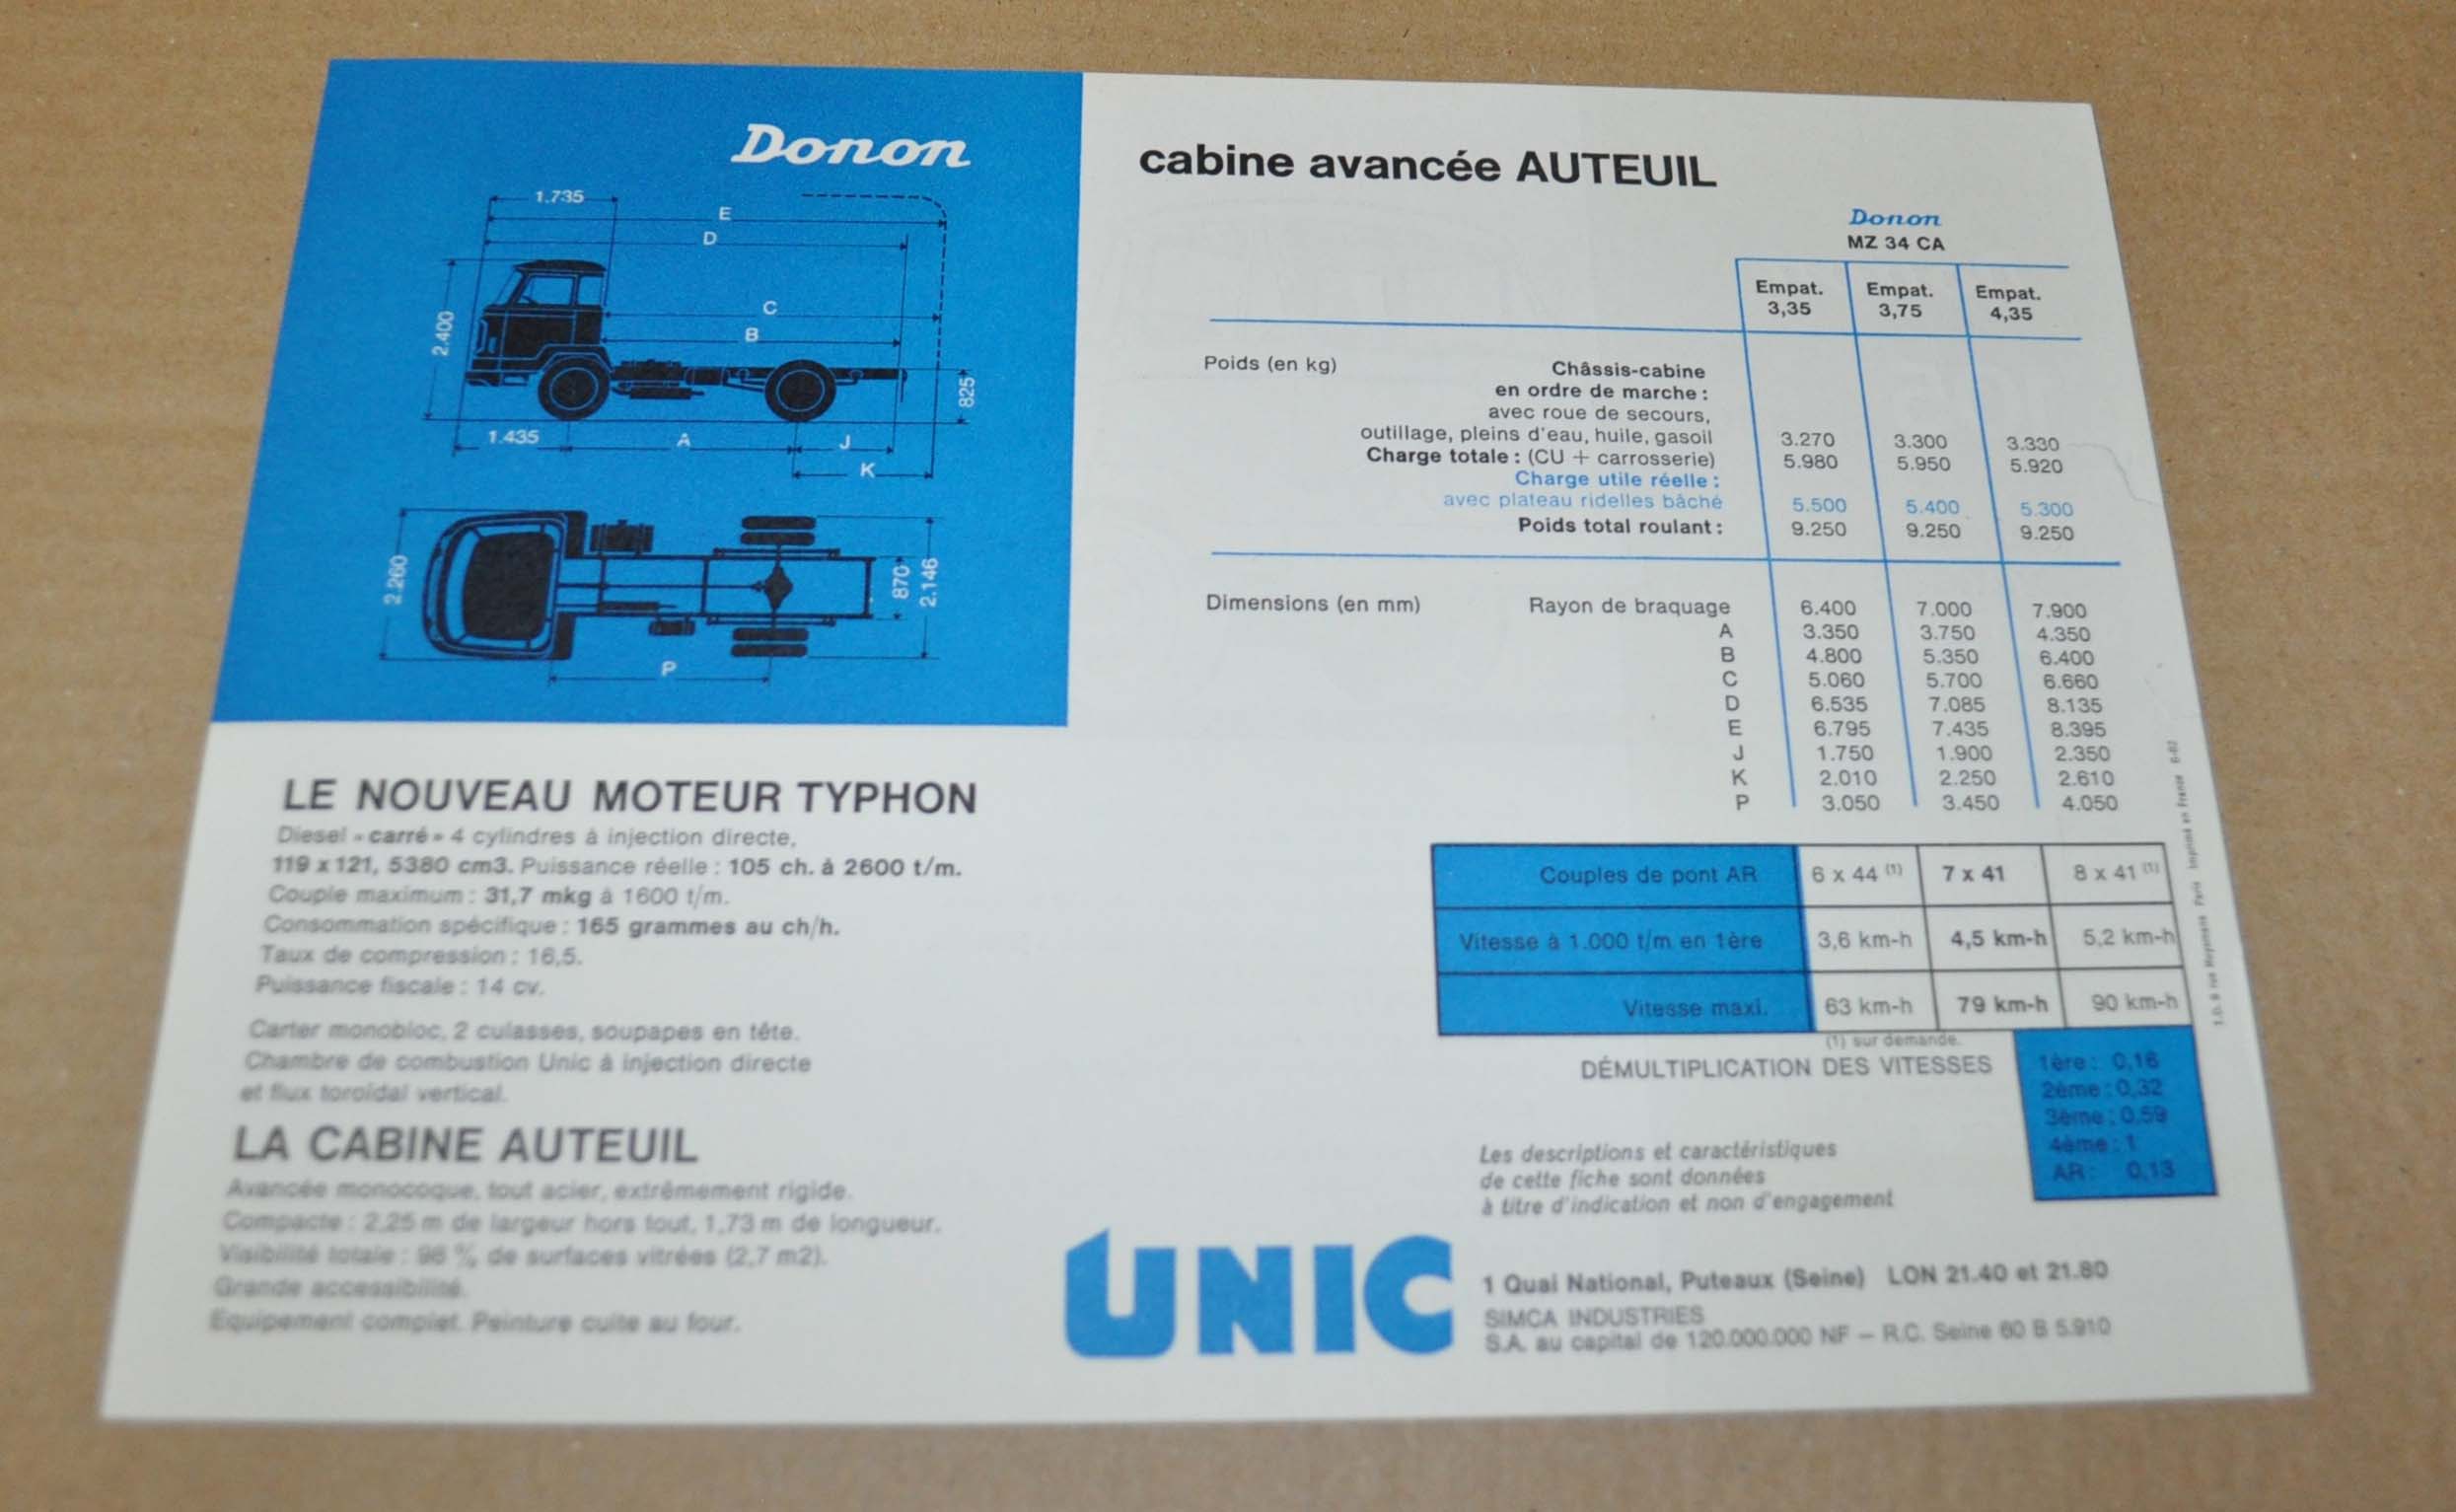 Donon
1.735
E
D
C
B
2.400
825
1.435
A
J
K
2.260
870
2.146
P
LE NOUVEAU MOTEUR TYPHON
Diesel « carré » 4 cylindres à injection directe,
119 x 121, 5380 cm3. Puissance réelle : 105 ch. à 2600 t/m.
Couple maximum : 31,7 mkg à 1600 t/m.
Consommation spécifique : 165 grammes au ch/h.
Taux de compression : 16,5.
Puissance fiscale : 14 cv.
Carter monobloc, 2 culasses, soupapes en tête.
Chambre de combustion Unic à injection directe
et flux toroïdal vertical.
LA CABINE AUTEUIL
Avancée monocoque, tout acier, extrêmement rigide.
Compacte : 2,25 m de largeur hors tout, 1,73 m de longueur.
Visibilité totale : 96 % de surfaces vitrées (2,7 m2).
Grande accessibilité.
Equipement complet. Peinture cuite au four.
cabine avancée AUTEUIL
Donon
MZ 34 CA
Empat. 3,35 Empat. 3,75 Empat. 4,35
Poids (en kg) Châssis-cabine
en ordre de marche :
avec roue de secours,
outillage, pleins d'eau, huile, gasoil 3.270 3.300 3.330
Charge totale : (CU + carrosserie) 5.980 5.950 5.920
Charge utile réelle :
avec plateau ridelles bâché 5.500 5.400 5.300
Poids total roulant : 9.250 9.250 9.250
Dimensions (en mm) Rayon de braquage 6.400 7.000 7.900
A 3.350 3.750 4.350
B 4.800 5.350 6.400
C 5.060 5.700 6.660
D 6.535 7.085 8.135
E 6.795 7.435 8.395
J 1.750 1.900 2.350
K 2.010 2.250 2.610
P 3.050 3.450 4.050
Couples de pont AR 6 x 44 (1) 7 x 41 8 x 41 (1)
Vitesse à 1.000 t/m en 1ère 3,6 km-h 4,5 km-h 5,2 km-h
Vitesse maxi. 63 km-h 79 km-h 90 km-h
(1) sur demande.
DÉMULTIPLICATION DES VITESSES
1ère : 0,16
2ème : 0,32
3ème : 0,59
4ème : 1
AR : 0,13
Les descriptions et caractéristiques
de cette fiche sont données
à titre d'indication et non d'engagement
UNIC
1 Quai National, Puteaux (Seine) LON 21.40 et 21.80
SIMCA INDUSTRIES
S.A. au capital de 120.000.000 NF – R.C. Seine 60 B 5.910
Paris Imprimé en France 6-62